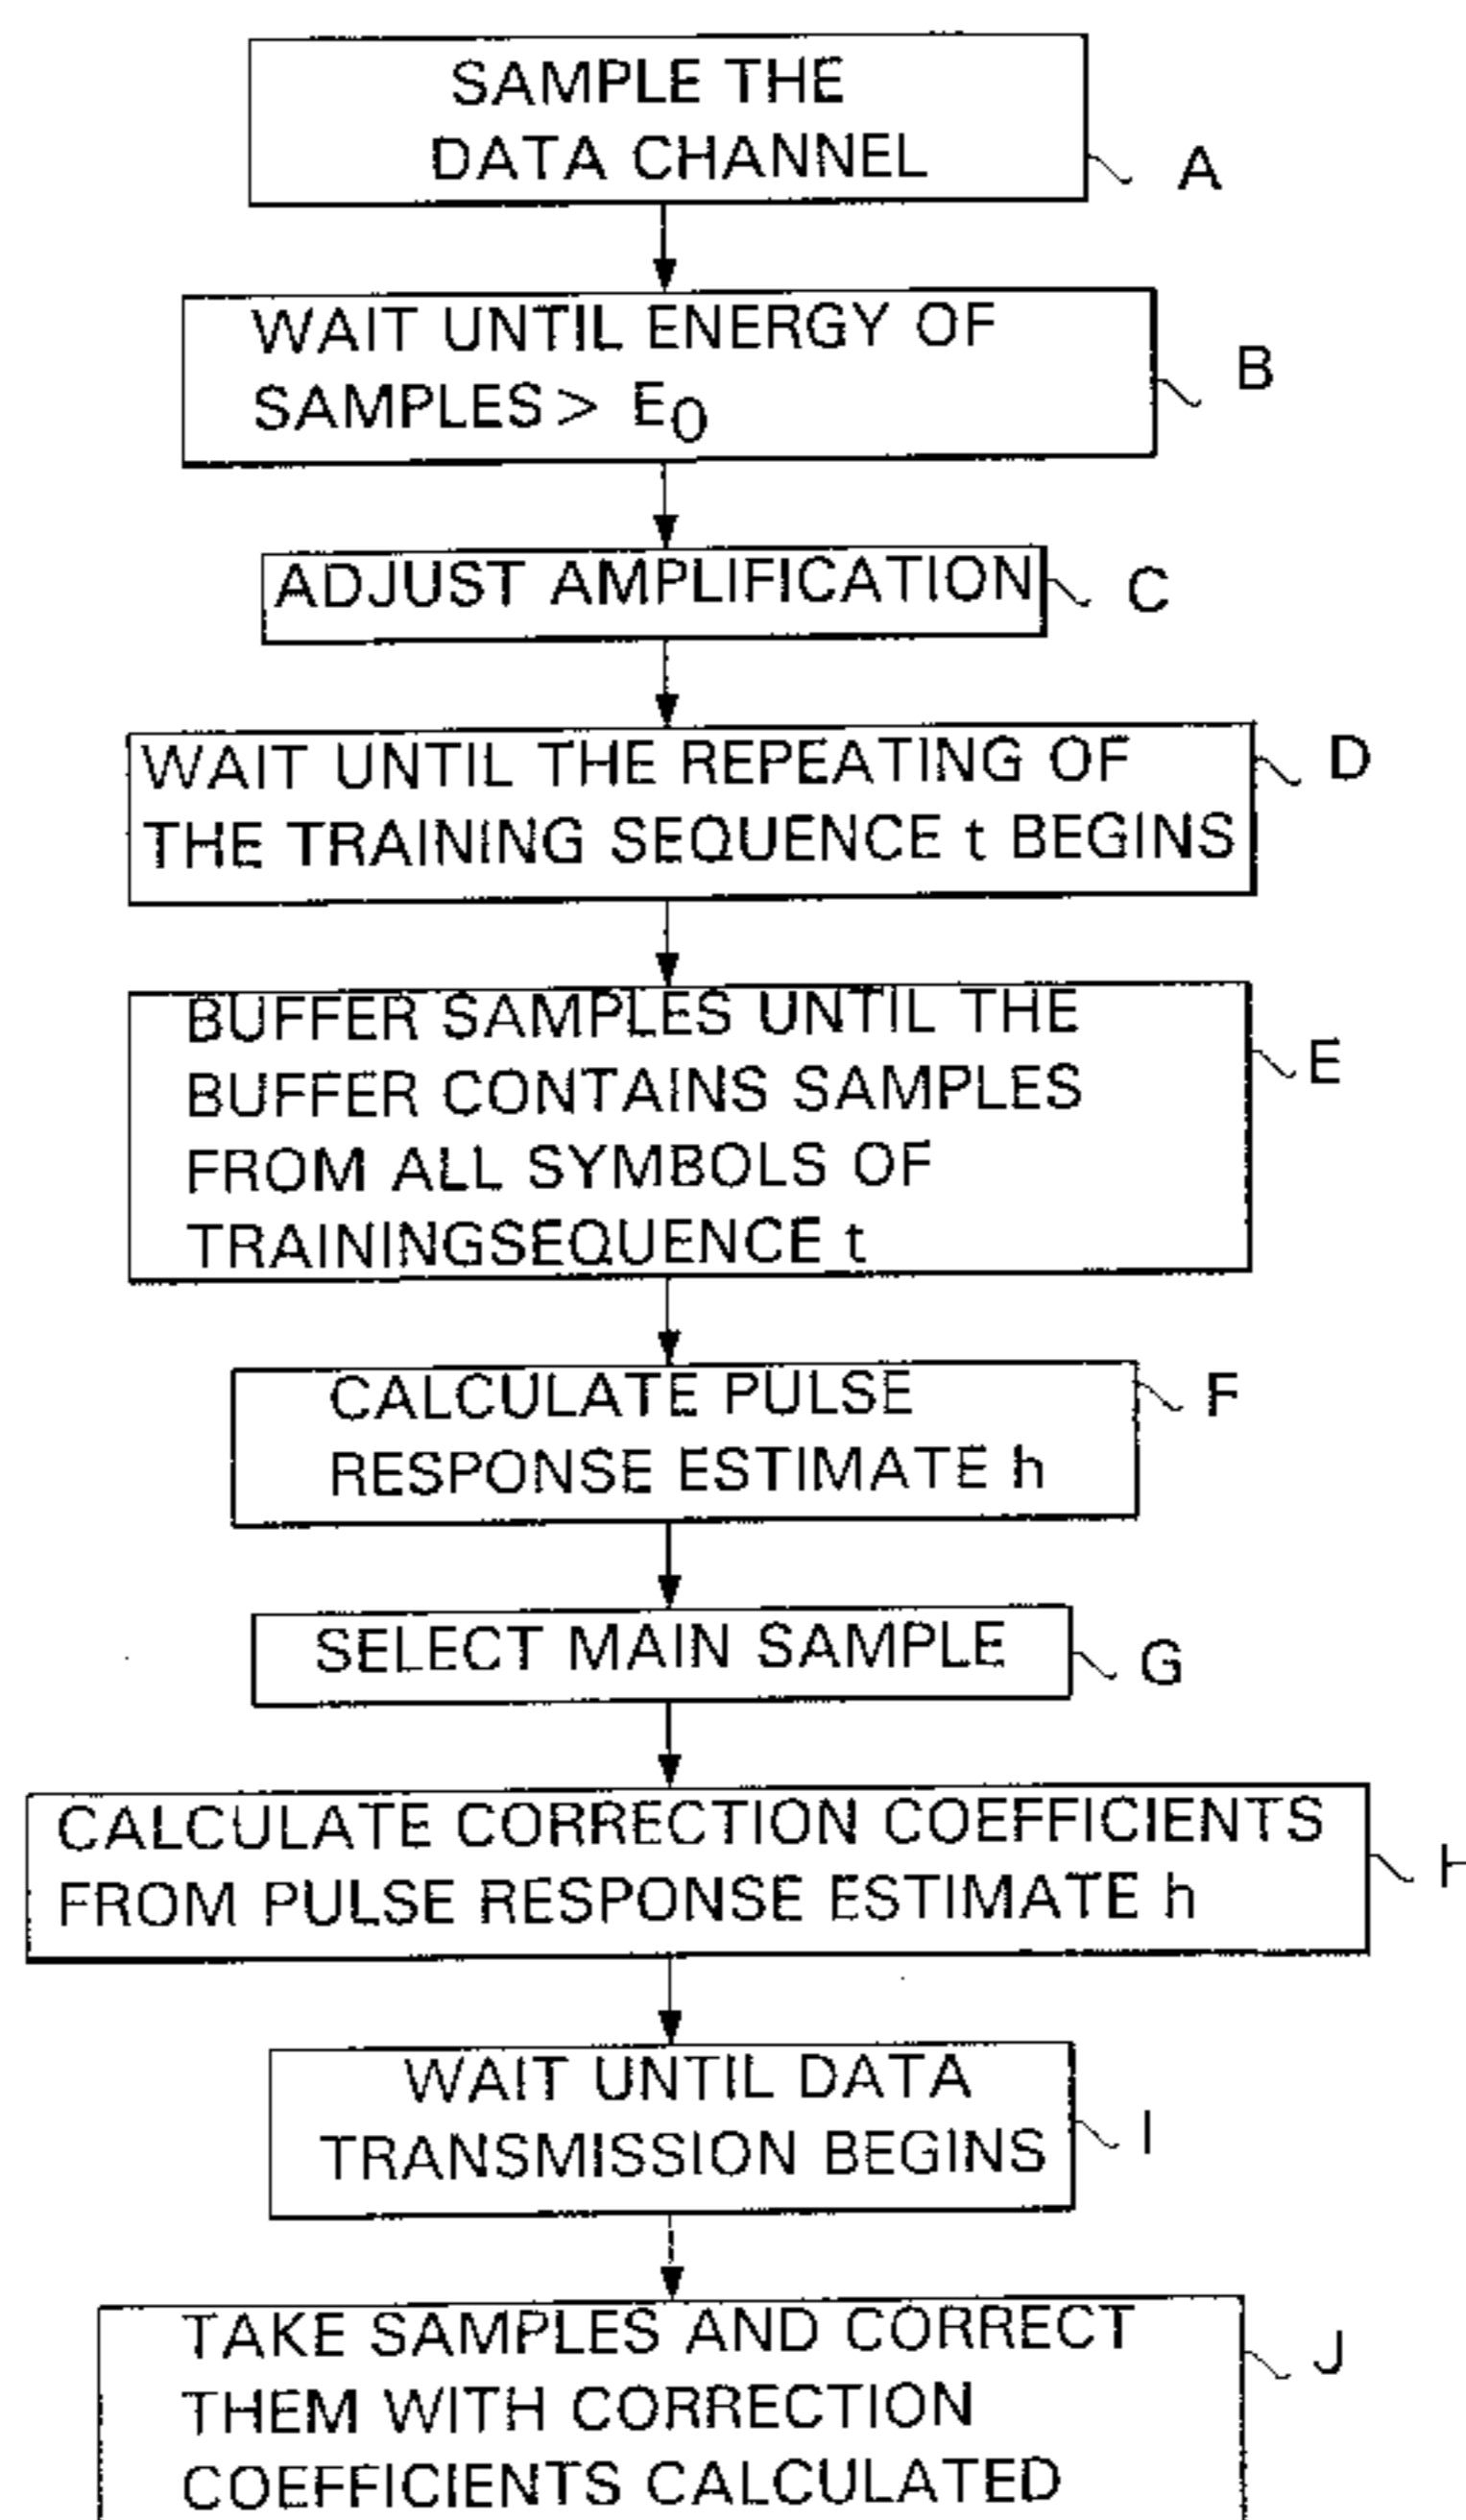 SAMPLE THE
DATA CHANNEL
A
WAIT UNTIL ENERGY OF
SAMPLES > E0
B
ADJUST AMPLIFICATION
C
WAIT UNTIL THE REPEATING OF
THE TRAINING SEQUENCE t BEGINS
D
BUFFER SAMPLES UNTIL THE
BUFFER CONTAINS SAMPLES
FROM ALL SYMBOLS OF
TRAININGSEQUENCE t
E
CALCULATE PULSE
RESPONSE ESTIMATE h
F
SELECT MAIN SAMPLE
G
CALCULATE CORRECTION COEFFICIENTS
FROM PULSE RESPONSE ESTIMATE h
H
WAIT UNTIL DATA
TRANSMISSION BEGINS
I
TAKE SAMPLES AND CORRECT
THEM WITH CORRECTION
COEFFICIENTS CALCULATED
J